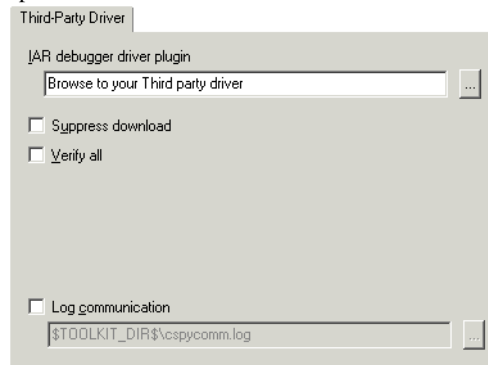 Third-Party Driver
IAR debugger driver plugin
Browse to your Third party driver
...
Suppress download
Verify all
Log communication
$TOOLKIT_DIR$\cspycomm.log
...